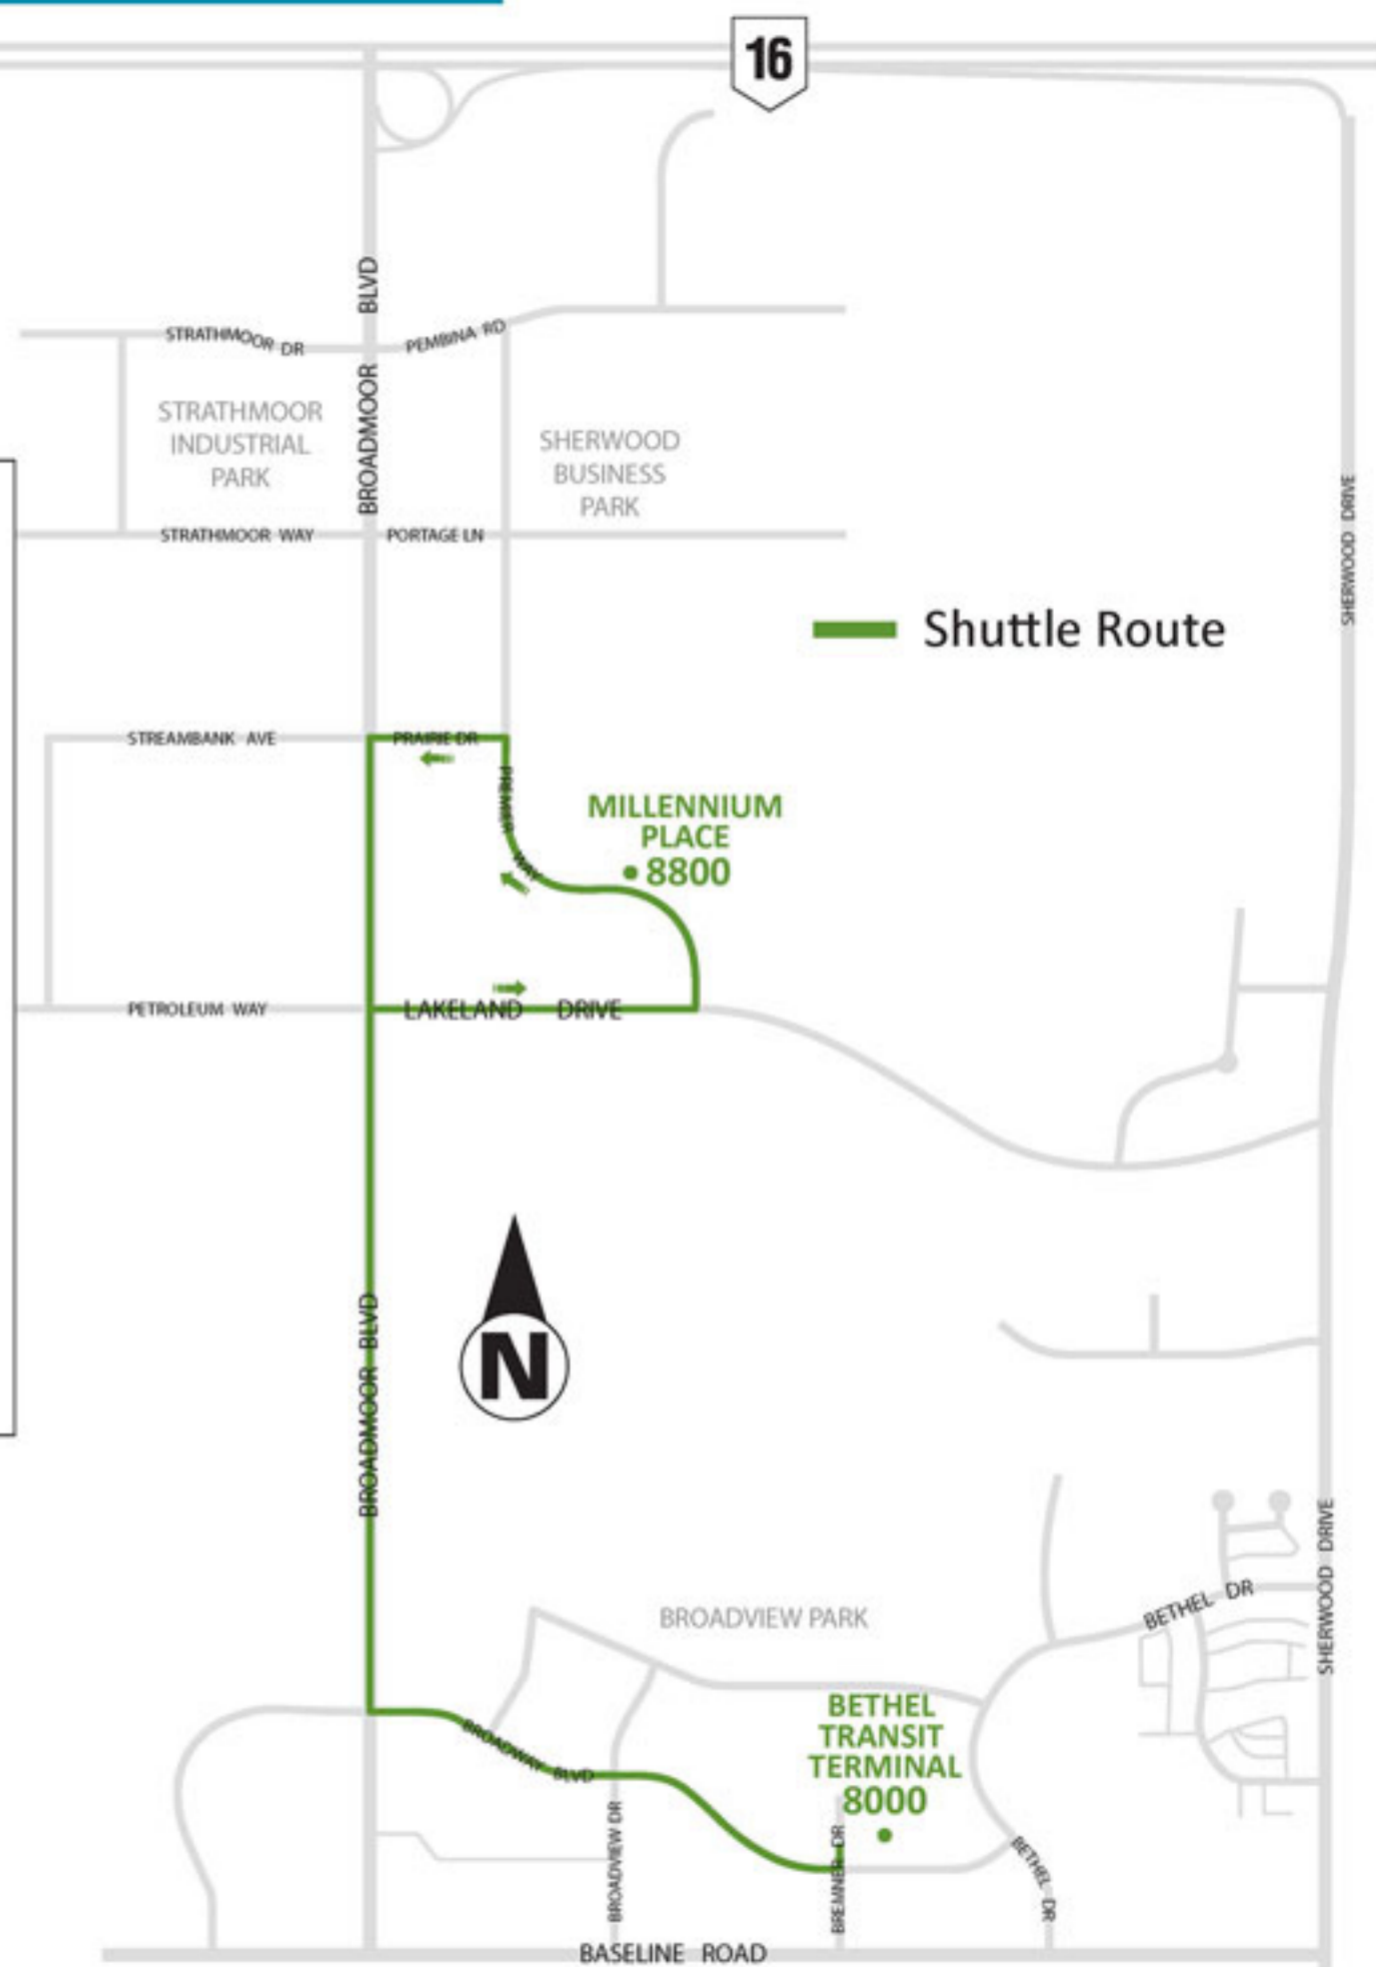 16
BROADMOOR BLVD
STRATHMOOR DR
PEMBINA RD
STRATHMOOR
INDUSTRIAL
PARK
SHERWOOD
BUSINESS
PARK
SHERWOOD DRIVE
STRATHMOOR WAY
PORTAGE LN
Shuttle Route
STREAMBANK AVE
PRAIRIE DR
PREMIER WAY
MILLENNIUM
PLACE
8800
PETROLEUM WAY
LAKELAND DRIVE
N
BROADMOOR BLVD
SHERWOOD DRIVE
BETHEL DR
BROADVIEW PARK
BETHEL
TRANSIT
TERMINAL
8000
BROADWAY BLVD
BROADVIEW DR
BREMNER DR
BETHEL DR
BASELINE ROAD